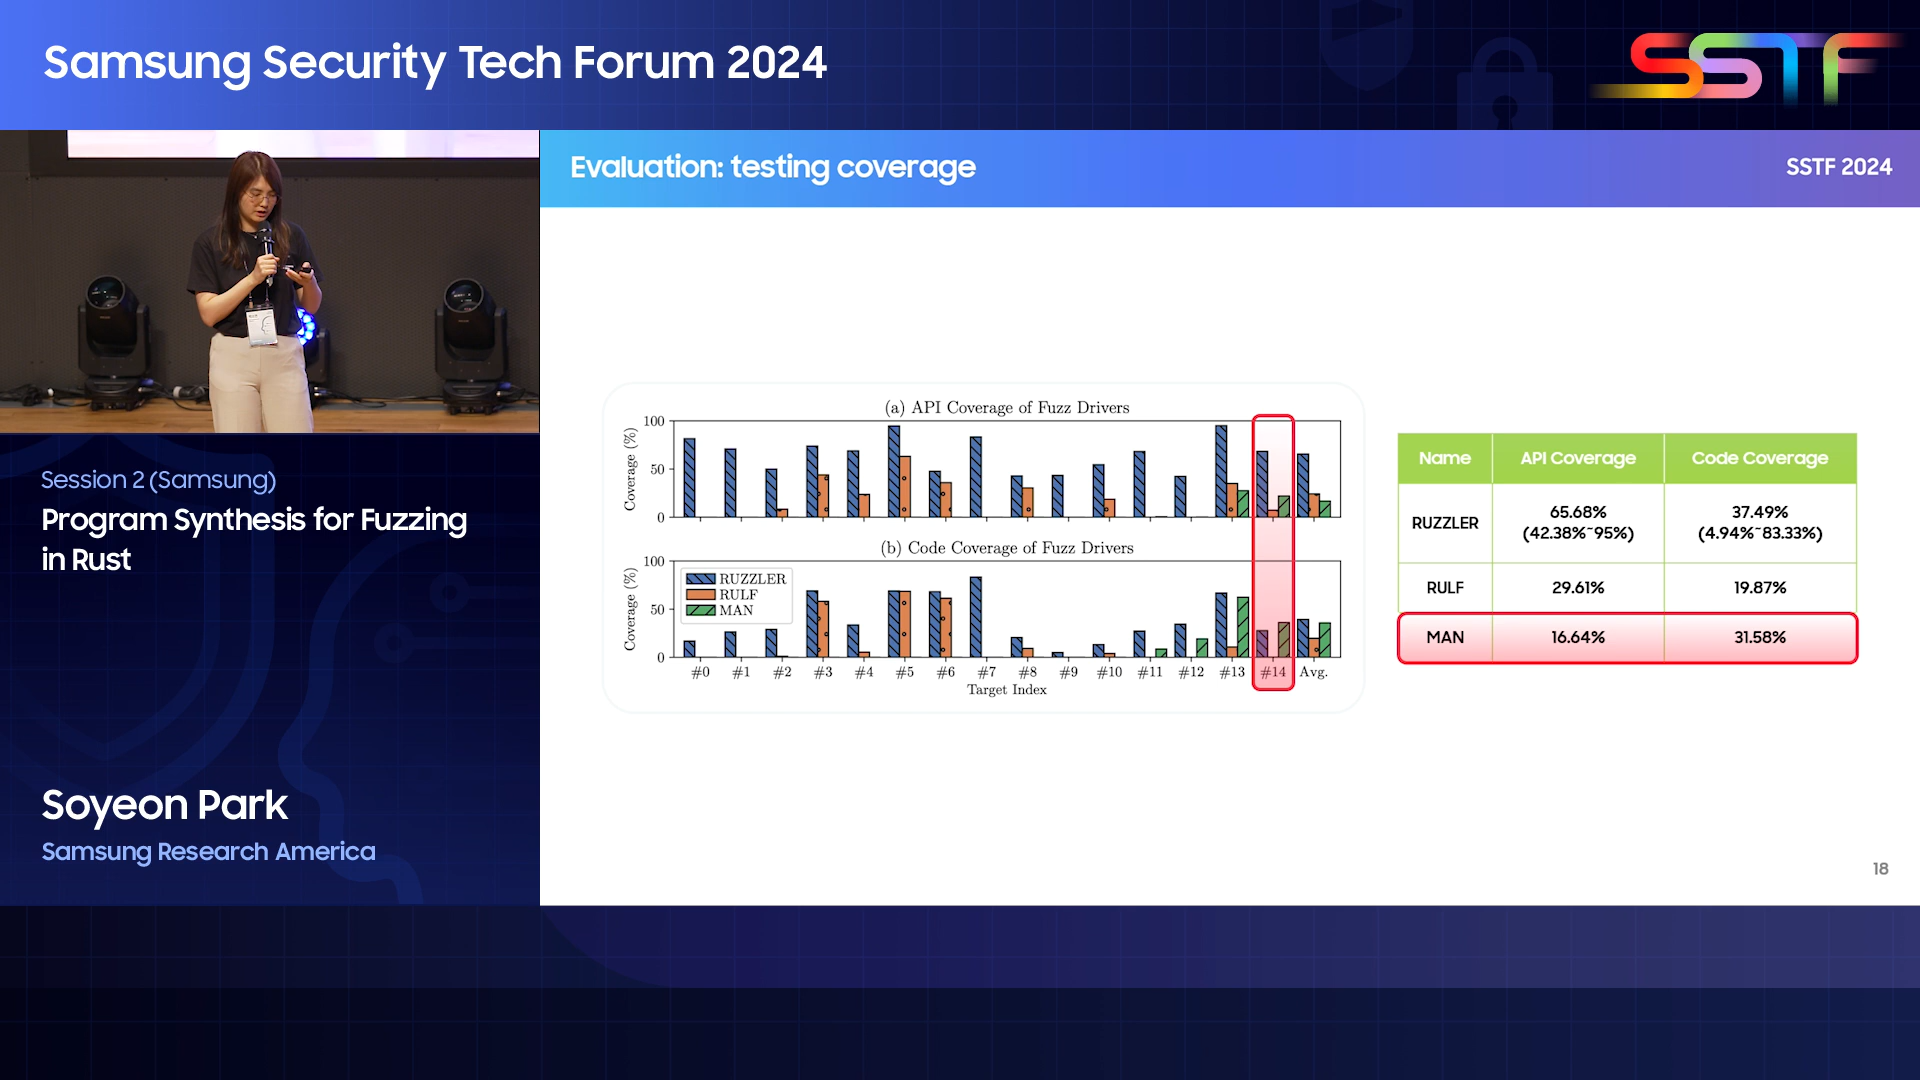 Samsung Security Tech Forum 2024
SSTF
Evaluation: testing coverage
SSTF 2024
Session 2 (Samsung)
Program Synthesis for Fuzzing
in Rust
Soyeon Park
Samsung Research America
(a) API Coverage of Fuzz Drivers
Coverage (%)
100
50
0
(b) Code Coverage of Fuzz Drivers
Coverage (%)
100
50
0
RUZZLER
RULF
MAN
#0 #1 #2 #3 #4 #5 #6 #7 #8 #9 #10 #11 #12 #13 #14 Avg.
Target Index
Name API Coverage Code Coverage
RUZZLER 65.68% (42.38%~95%) 37.49% (4.94%~83.33%)
RULF 29.61% 19.87%
MAN 16.64% 31.58%
18